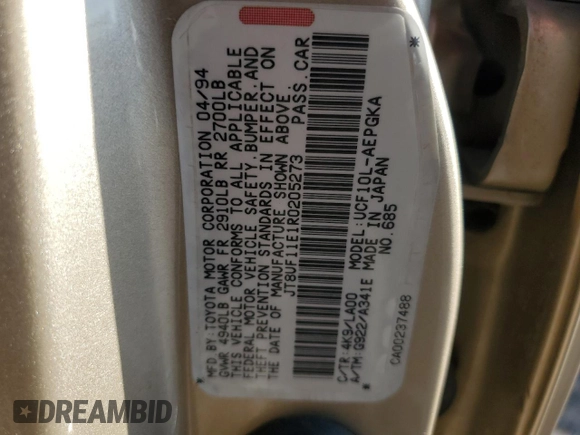 MFD.BY:TOYOTA MOTOR CORPORATION 04/94
GVWR 4940LB GAWR FR 2910LB RR 2700LB
THIS VEHICLE CONFORMS TO ALL APPLICABLE
FEDERAL MOTOR VEHICLE SAFETY, BUMPER, AND
THEFT PREVENTION STANDARDS IN EFFECT ON
THE DATE OF MANUFACTURE SHOWN ABOVE.
JT8UF11E1R0205273 PASS.CAR
C/TR:4K9/LA00 MODEL:UCF10L-AEPGKA
A/TM:G922/A341E MADE IN JAPAN
NO.685
CA00237488
DREAMBID